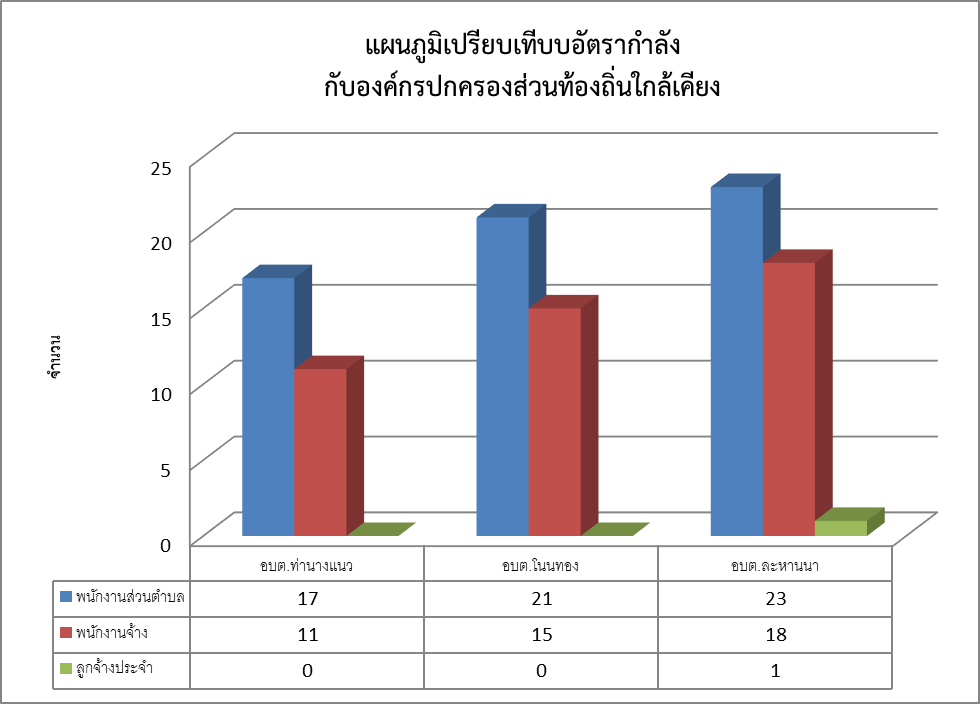 แผนภูมิเปรียบเทีบบอัตรากำลัง
กับองค์กรปกครองส่วนท้องถิ่นใกล้เคียง
จำนวน
25
20
15
10
5
0
อบต.ท่านางแนว อบต.โนนทอง อบต.ละหานนา
พนักงานส่วนตำบล 17 21 23
พนักงานจ้าง 11 15 18
ลูกจ้างประจำ 0 0 1